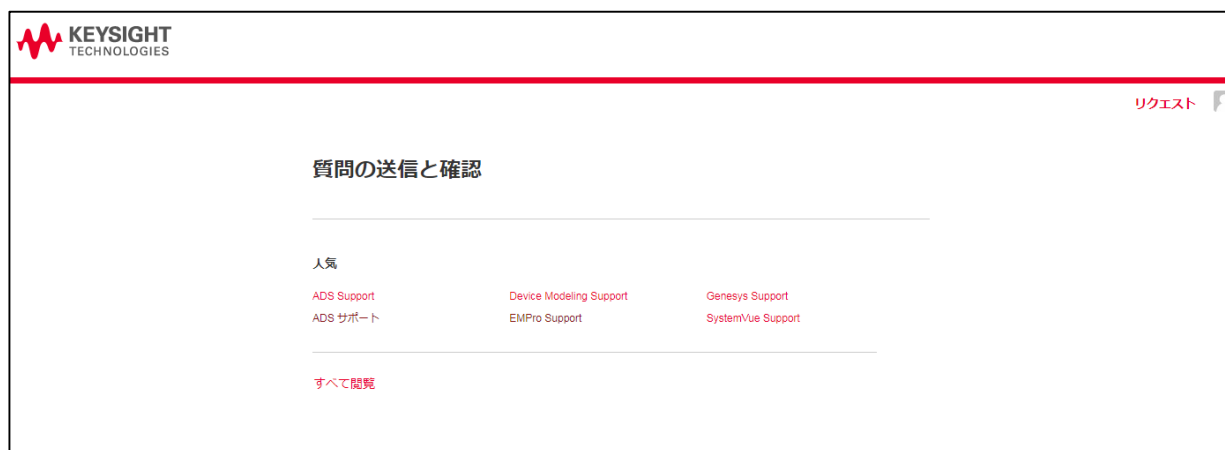 KEYSIGHT
TECHNOLOGIES
リクエスト
質問の送信と確認
人気
ADS Support Device Modeling Support Genesys Support
ADS サポート EMPro Support SystemVue Support
すべて閲覧